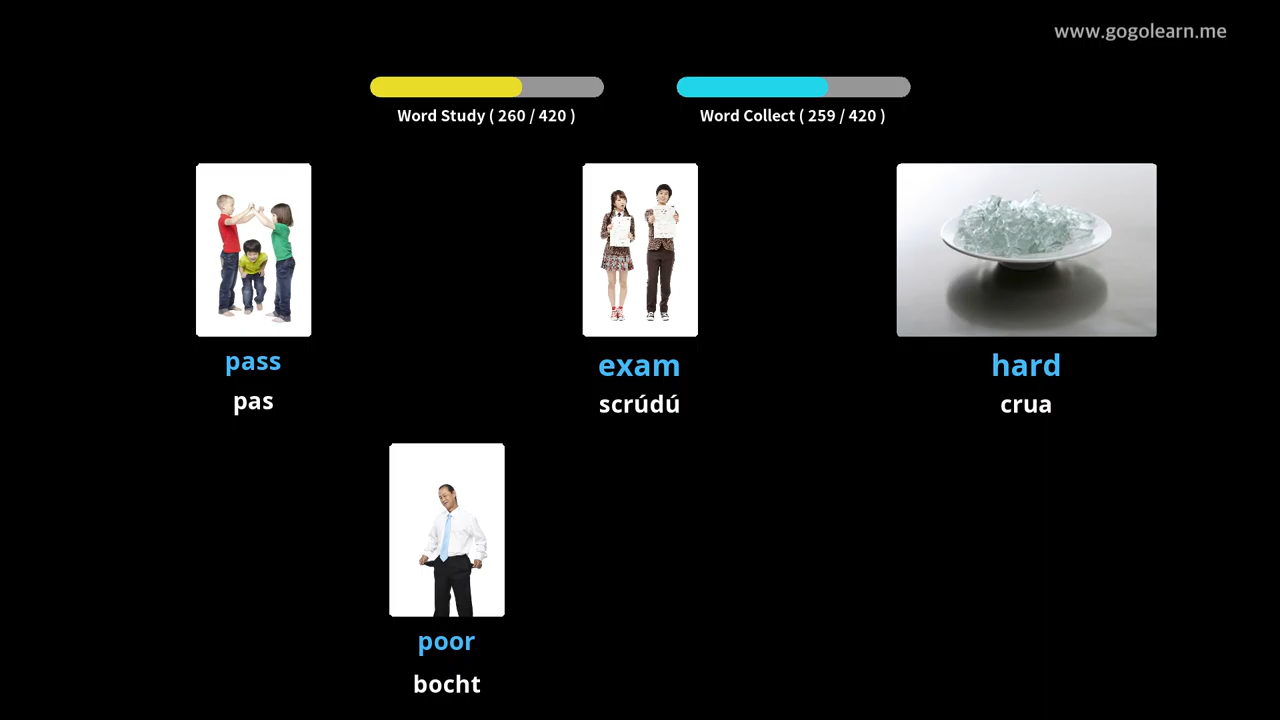 www.gogolearn.me
Word Study ( 260 / 420 )
Word Collect ( 259 / 420 )
pass
pas
exam
scrúdú
hard
crua
poor
bocht